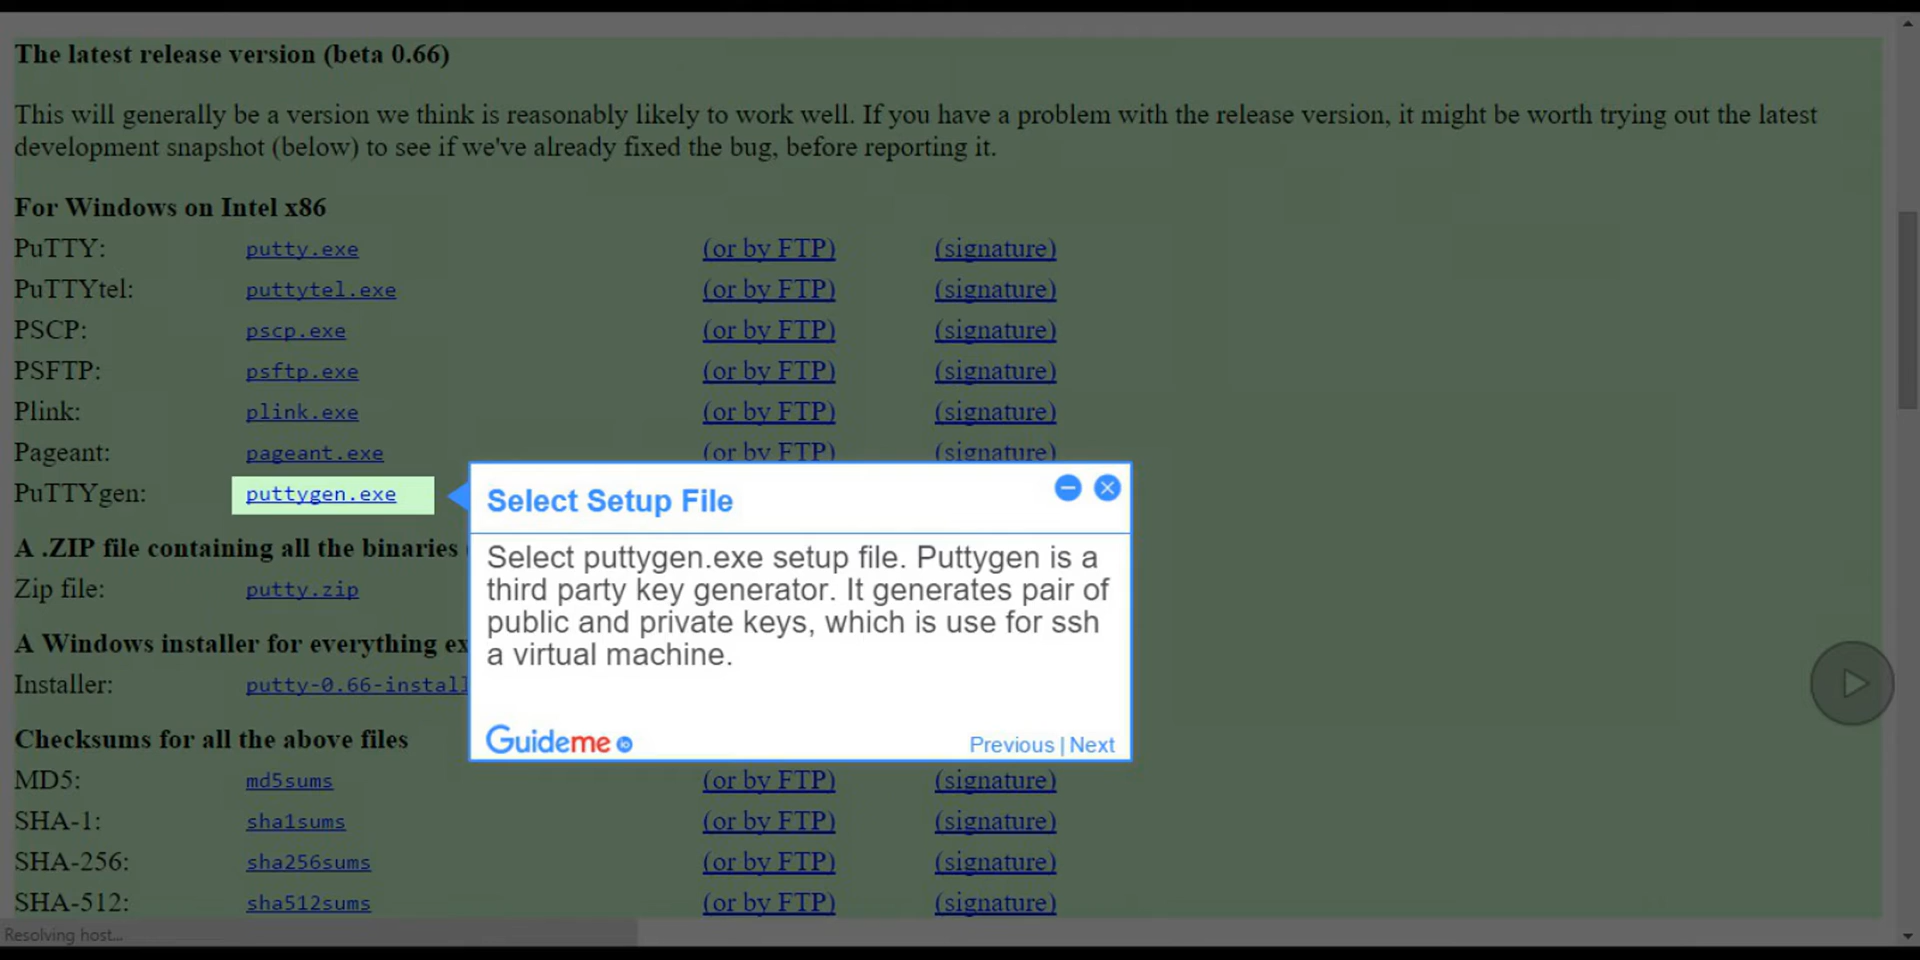 The latest release version (beta 0.66)
This will generally be a version we think is reasonably likely to work well. If you have a problem with the release version, it might be worth trying out the latest
development snapshot (below) to see if we've already fixed the bug, before reporting it.
For Windows on Intel x86
PuTTY: putty.exe (or by FTP) (signature)
PuTTYtel: puttytel.exe (or by FTP) (signature)
PSCP: pscp.exe (or by FTP) (signature)
PSFTP: psftp.exe (or by FTP) (signature)
Plink: plink.exe (or by FTP) (signature)
Pageant: pageant.exe (or by FTP) (signature)
PuTTYgen: puttygen.exe
Select Setup File
Select puttygen.exe setup file. Puttygen is a
third party key generator. It generates pair of
public and private keys, which is use for ssh
a virtual machine.
Guideme io
Previous | Next
A .ZIP file containing all the binaries (
Zip file: putty.zip
A Windows installer for everything ex
Installer: putty-0.66-install
Checksums for all the above files
MD5: md5sums (or by FTP) (signature)
SHA-1: sha1sums (or by FTP) (signature)
SHA-256: sha256sums (or by FTP) (signature)
SHA-512: sha512sums (or by FTP) (signature)
Resolving host...